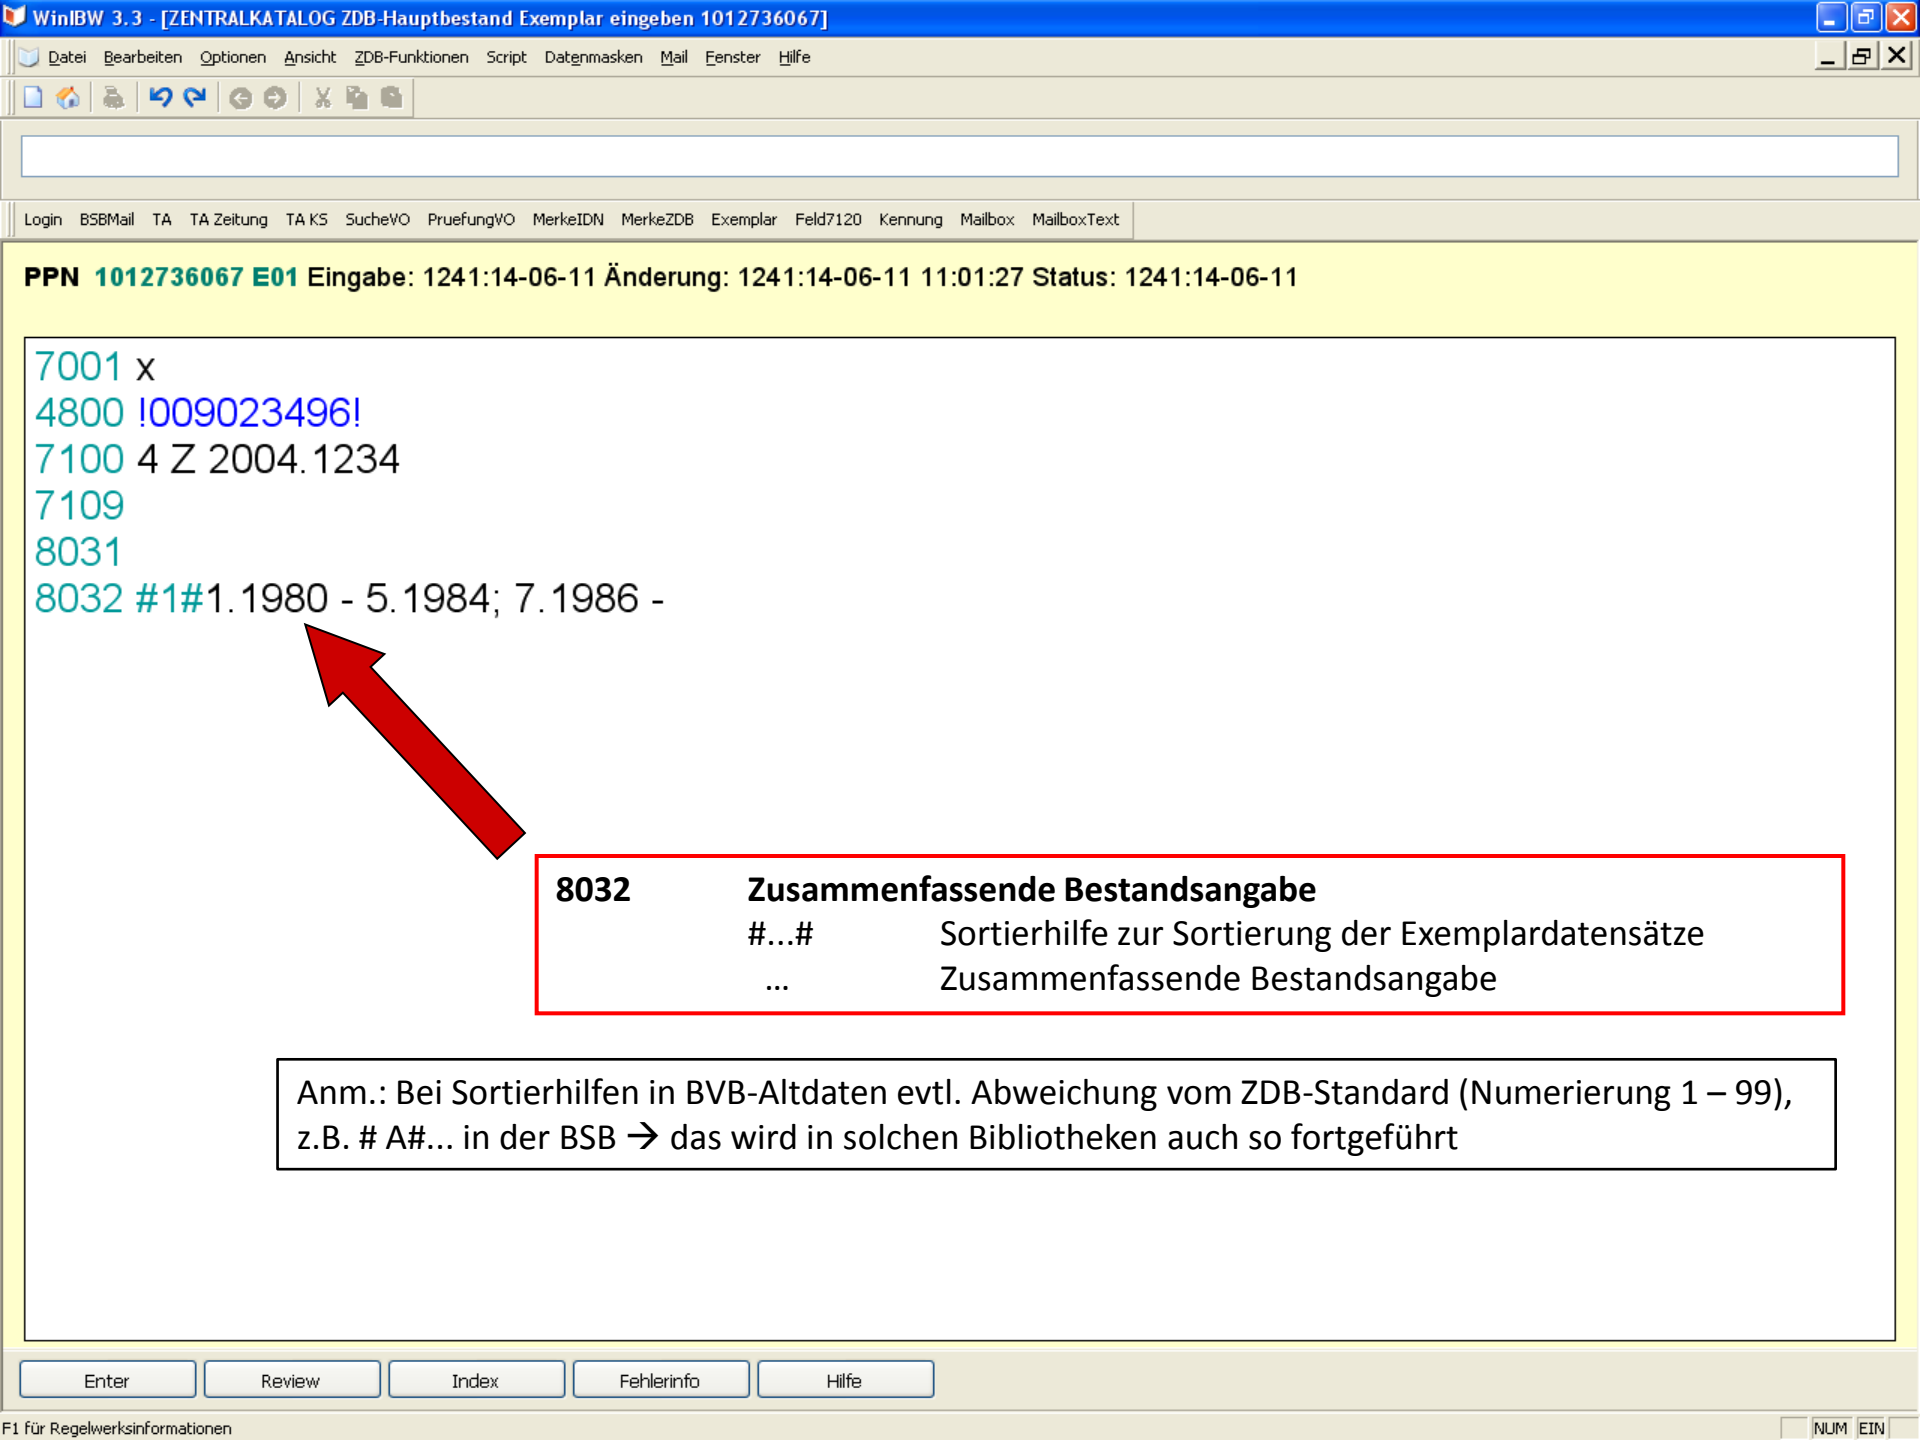 WinIBW 3.3 - [ZENTRALKATALOG ZDB-Hauptbestand Exemplar eingeben 1012736067]
Datei Bearbeiten Optionen Ansicht ZDB-Funktionen Script Datenmasken Mail Fenster Hilfe
Login BSBMail TA TA Zeitung TA KS SucheVO PruefungVO MerkeIDN MerkeZDB Exemplar Feld7120 Kennung Mailbox MailboxText
PPN 1012736067 E01 Eingabe: 1241:14-06-11 Änderung: 1241:14-06-11 11:01:27 Status: 1241:14-06-11
7001 x
4800 !009023496!
7100 4 Z 2004.1234
7109
8031
8032 #1#1.1980 - 5.1984; 7.1986 -
8032 Zusammenfassende Bestandsangabe
#...# Sortierhilfe zur Sortierung der Exemplardatensätze
... Zusammenfassende Bestandsangabe
Anm.: Bei Sortierhilfen in BVB-Altdaten evtl. Abweichung vom ZDB-Standard (Numerierung 1 – 99),
z.B. # A#... in der BSB → das wird in solchen Bibliotheken auch so fortgeführt
Enter Review Index Fehlerinfo Hilfe
F1 für Regelwerksinformationen NUM EIN